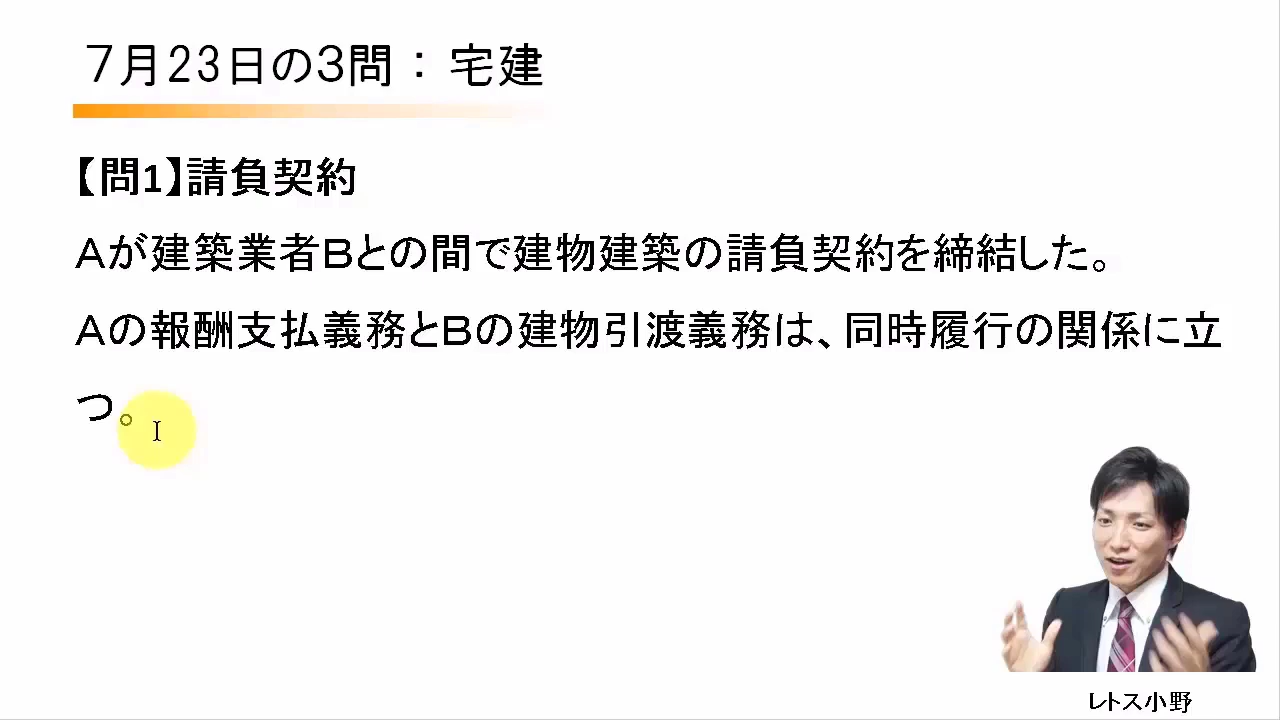 7月23日の3問：宅建
【問1】請負契約
Aが建築業者Bとの間で建物建築の請負契約を締結した。
Aの報酬支払義務とBの建物引渡義務は、同時履行の関係に立
つ。
レトス小野